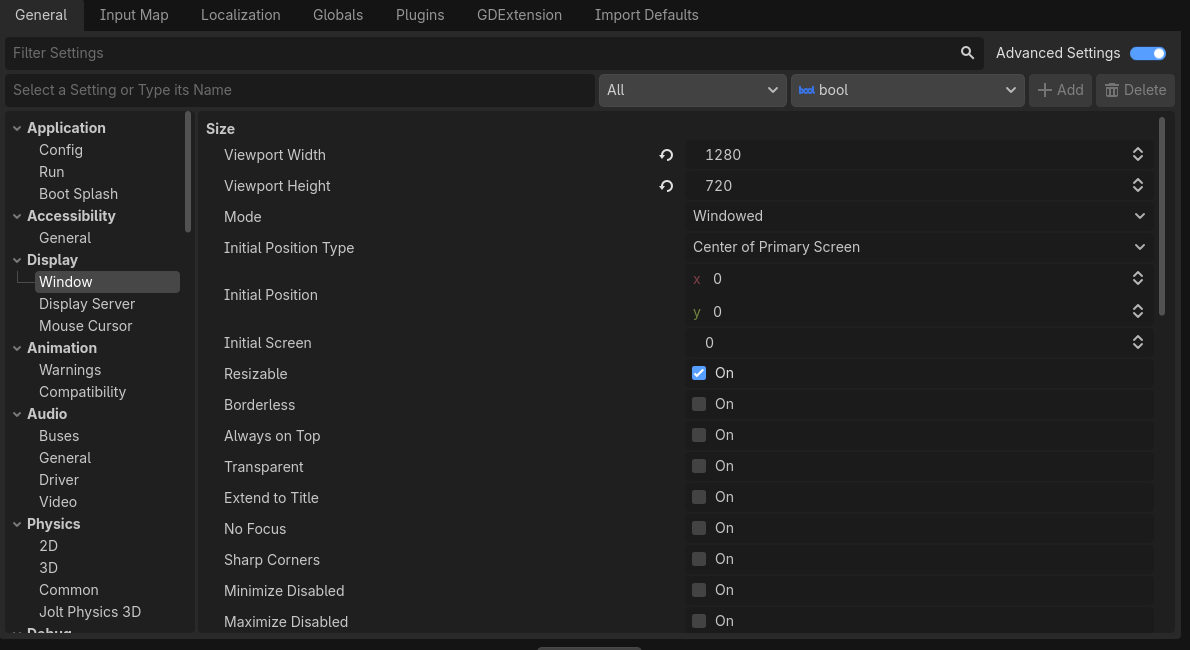 General Input Map Localization Globals Plugins GDExtension Import Defaults
Filter Settings Advanced Settings
Select a Setting or Type its Name All bool bool Add Delete
Application
Config
Run
Boot Splash
Accessibility
General
Display
Window
Display Server
Mouse Cursor
Animation
Warnings
Compatibility
Audio
Buses
General
Driver
Video
Physics
2D
3D
Common
Jolt Physics 3D
Debug
Size
Viewport Width 1280
Viewport Height 720
Mode Windowed
Initial Position Type Center of Primary Screen
Initial Position x 0
y 0
Initial Screen 0
Resizable On
Borderless On
Always on Top On
Transparent On
Extend to Title On
No Focus On
Sharp Corners On
Minimize Disabled On
Maximize Disabled On